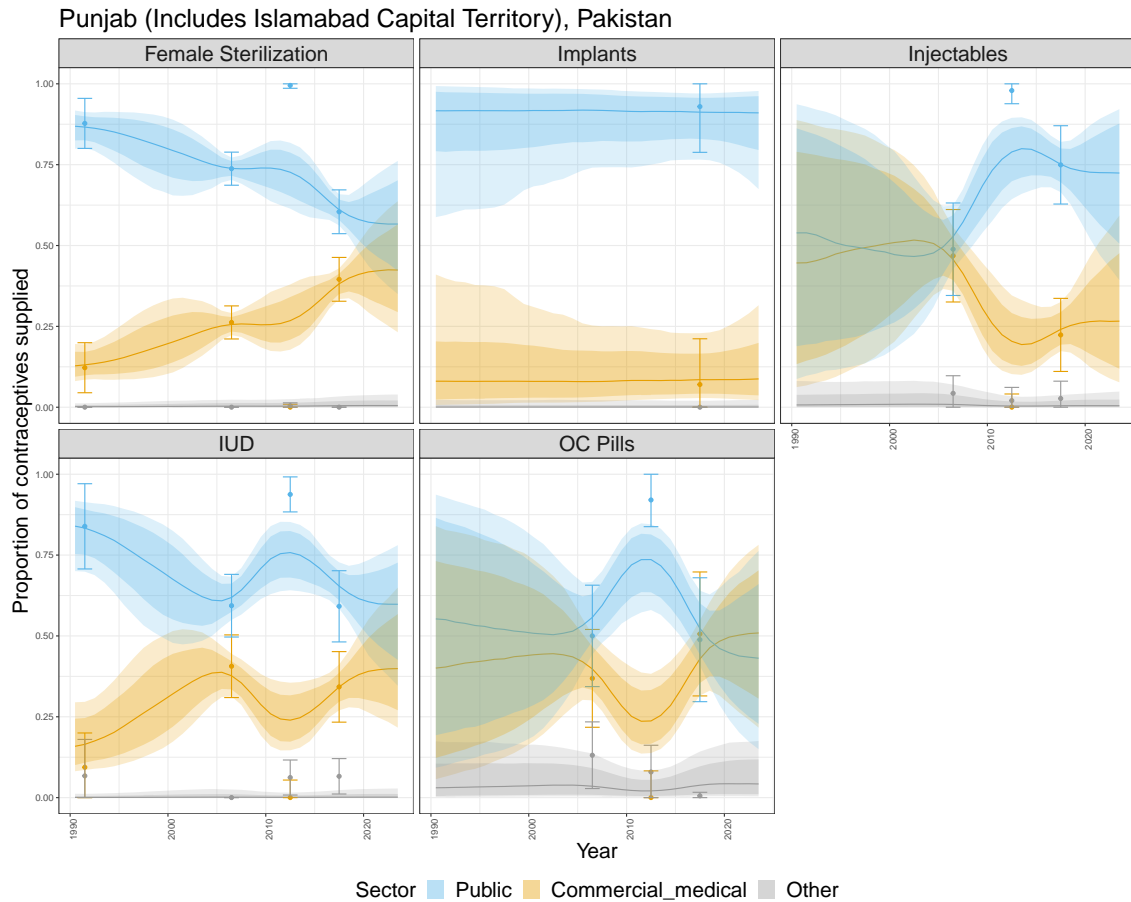 Punjab (Includes Islamabad Capital Territory), Pakistan
Female Sterilization
Implants
Injectables
1.00
0.75
0.50
0.25
0.00
1990
2000
2010
2020
IUD
OC Pills
1.00
0.75
0.50
0.25
0.00
1990
2000
2010
2020
1990
2000
2010
2020
Proportion of contraceptives supplied
Year
Sector Public Commercial_medical Other